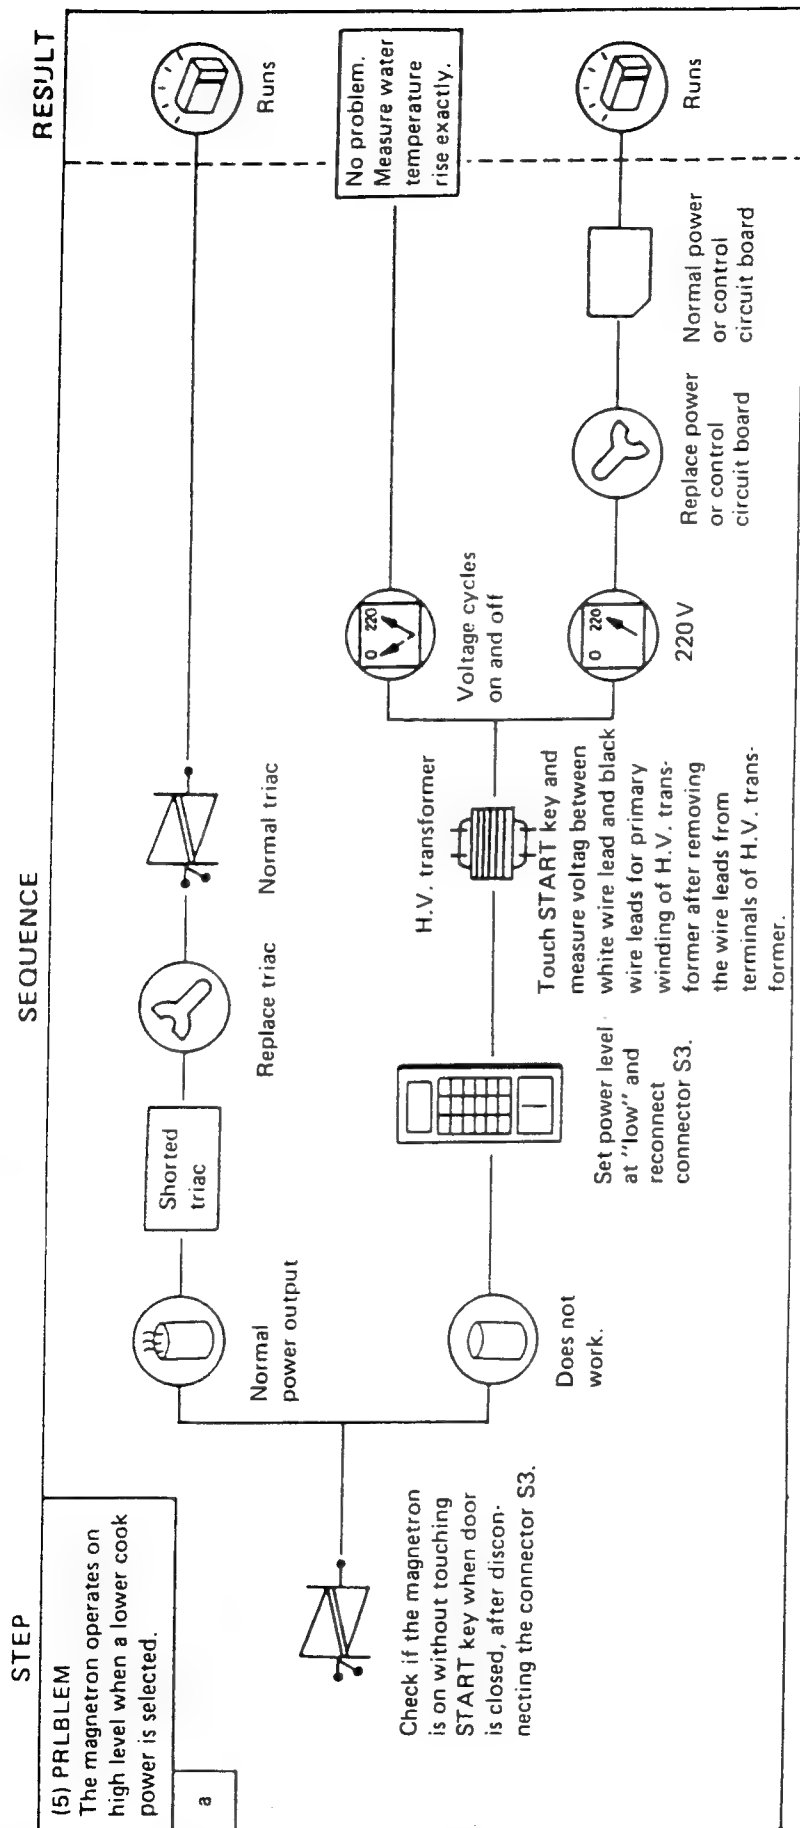 STEP
SEQUENCE
RESULT
(5) PRLBLEM
The magnetron operates on
high level when a lower cook
power is selected.
a
Check if the magnetron
is on without touching
START key when door
is closed, after discon-
necting the connector S3.
Normal
power output
Shorted
triac
Replace triac
Normal triac
Runs
Does not
work.
Set power level
at "low" and
reconnect
connector S3.
H.V. transformer
Touch START key and
measure voltag between
white wire lead and black
wire leads for primary
winding of H.V. trans-
former after removing
the wire leads from
terminals of H.V. trans-
former.
0 220
Voltage cycles
on and off
No problem.
Measure water
temperature
rise exactly.
0 220
220 V
Replace power
or control
circuit board
Normal power
or control
circuit board
Runs